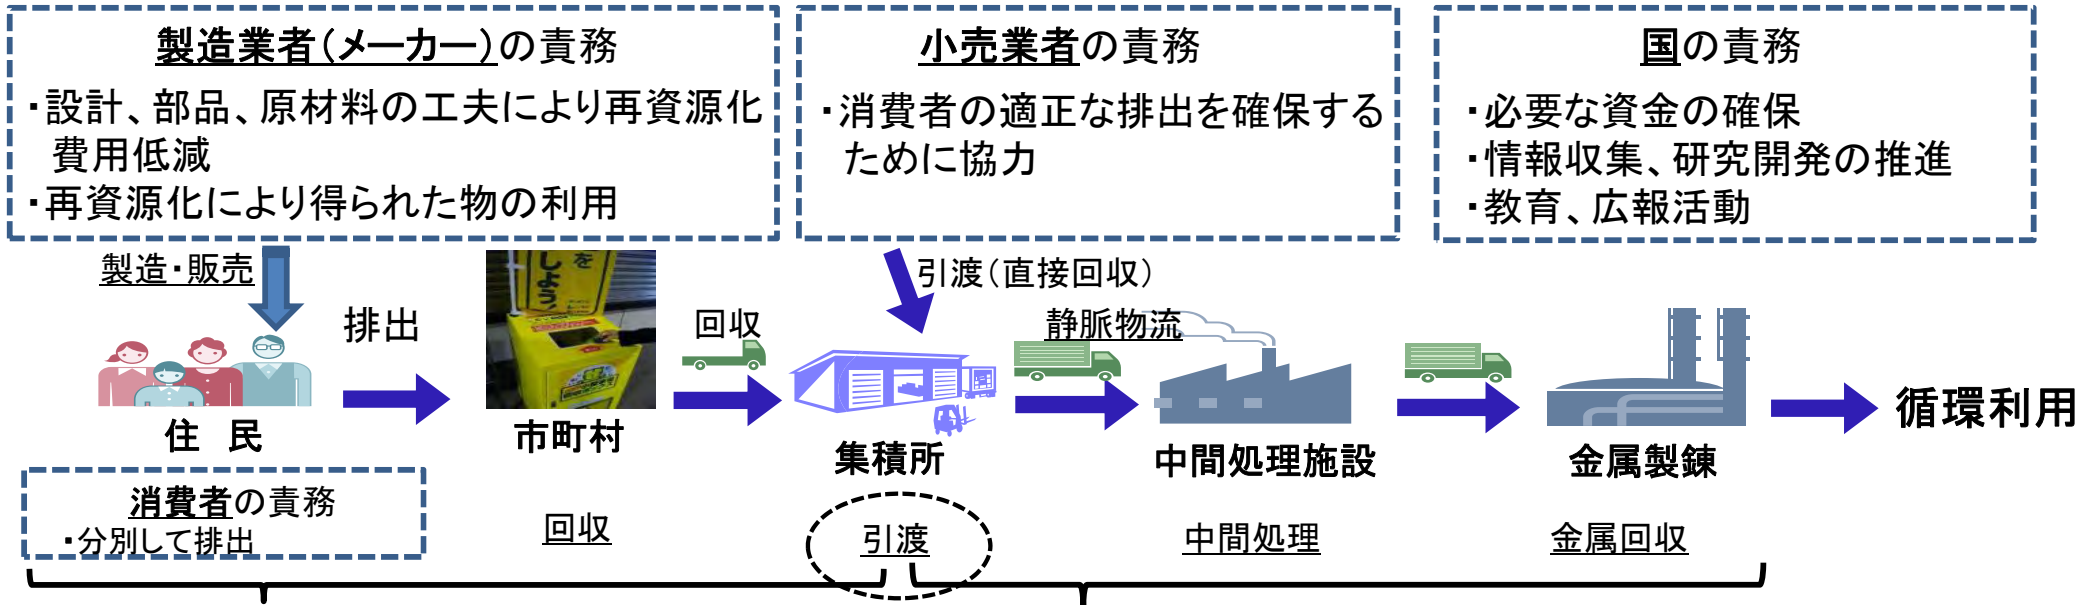 製造業者(メーカー)の責務
・設計、部品、原材料の工夫により再資源化
費用低減
・再資源化により得られた物の利用
小売業者の責務
・消費者の適正な排出を確保する
ために協力
国の責務
・必要な資金の確保
・情報収集、研究開発の推進
・教育、広報活動
製造・販売
排出
を
しよう!
回収
引渡(直接回収)
静脈物流
住 民
市町村
集積所
中間処理施設
金属製錬
循環利用
消費者の責務
・分別して排出
回収
引渡
中間処理
金属回収